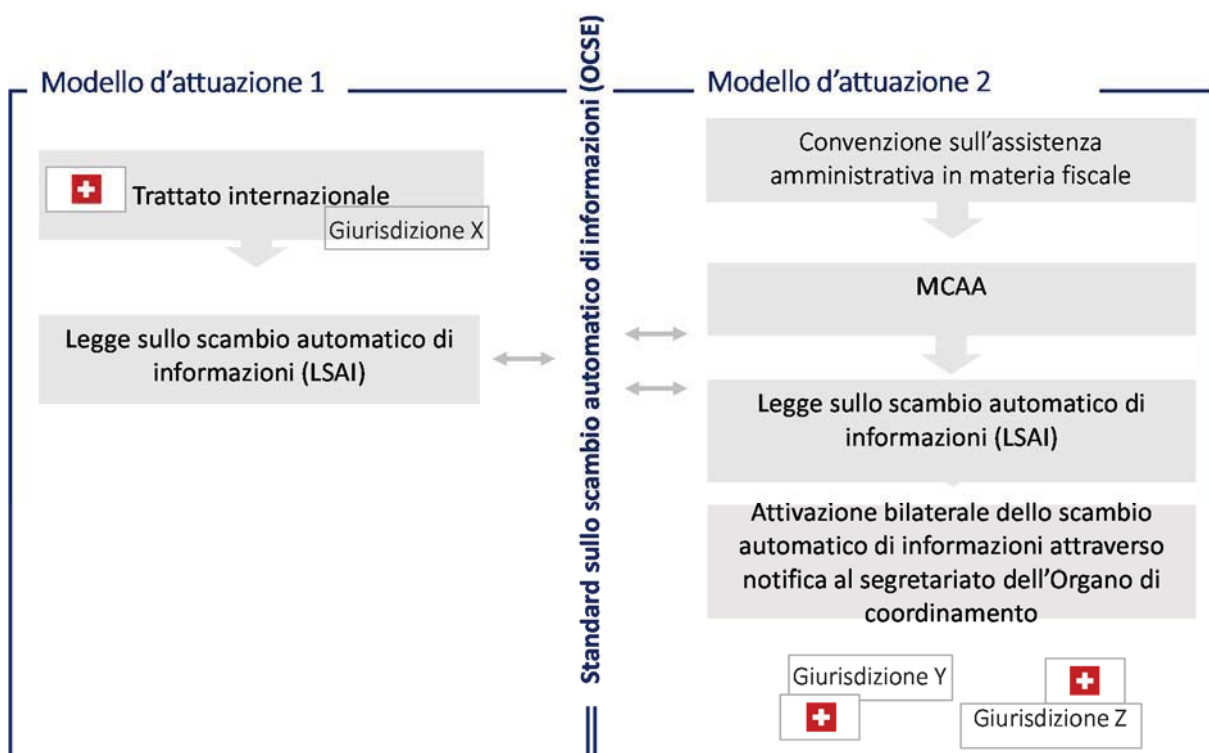 Modello d'attuazione 1
Trattato internazionale
Giurisdizione X
Legge sullo scambio automatico di
informazioni (LSAI)
Standard sullo scambio automatico di informazioni (OCSE)
Modello d'attuazione 2
Convenzione sull'assistenza
amministrativa in materia fiscale
MCAA
Legge sullo scambio automatico di
informazioni (LSAI)
Attivazione bilaterale dello scambio
automatico di informazioni attraverso
notifica al segretariato dell'Organo di
coordinamento
Giurisdizione Y
Giurisdizione Z